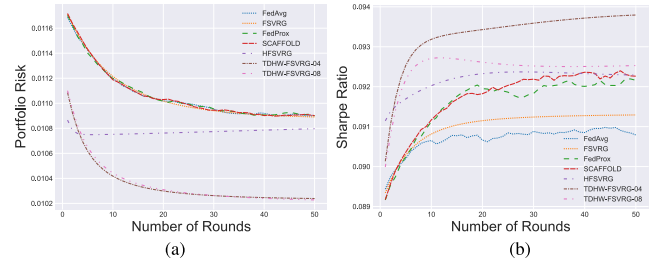 0.0116
0.0114
0.0112
0.0110
0.0108
0.0106
0.0104
0.0102
Portfolio Risk
FedAvg
FSVRG
FedProx
SCAFFOLD
HFSVRG
TDHW-FSVRG-04
TDHW-FSVRG-08
0 10 20 30 40 50
Number of Rounds
(a)
0.094
0.093
0.092
0.091
0.090
0.089
Sharpe Ratio
FedAvg
FSVRG
FedProx
SCAFFOLD
HFSVRG
TDHW-FSVRG-04
TDHW-FSVRG-08
0 10 20 30 40 50
Number of Rounds
(b)